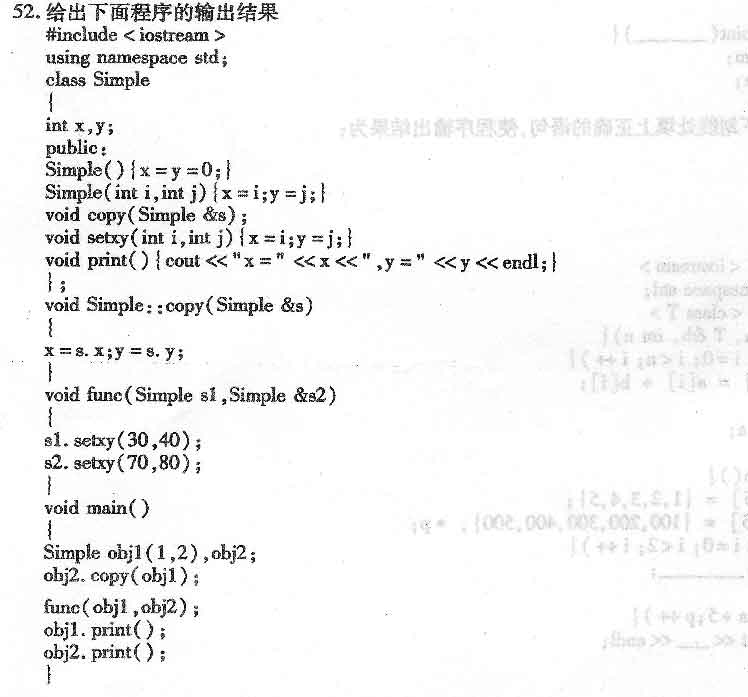 52.给出下面程序的输出结果
#include < iostream >
using namespace std;
class Simple
{
int x,y;
public:
Simple(){x=y=0;}
Simple(int i,int j){x=i;y=j;}
void copy(Simple &s);
void setxy(int i,int j){x=i;y=j;}
void print(){cout<<"x="<<x<<",y="<<y<<endl;}
};
void Simple::copy(Simple &s)
{
x=s.x;y=s.y;
}
void func(Simple s1,Simple &s2)
{
s1.setxy(30,40);
s2.setxy(70,80);
}
void main()
{
Simple obj1(1,2),obj2;
obj2.copy(obj1);
func(obj1,obj2);
obj1.print();
obj2.print();
}